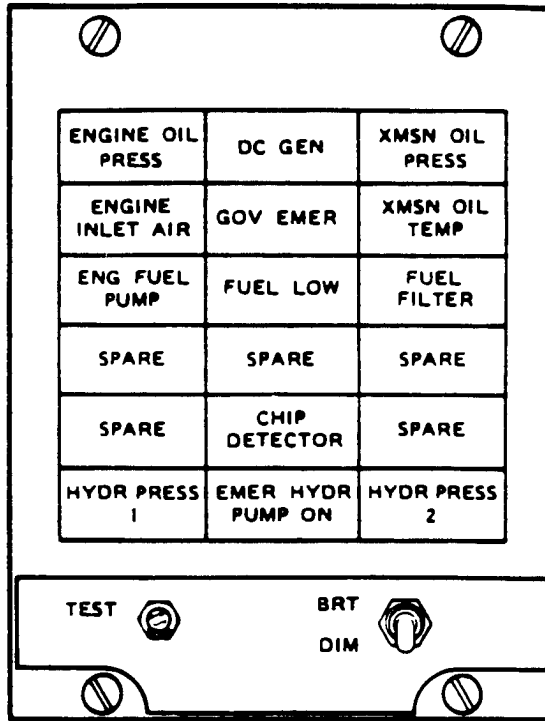 ENGINE OIL
PRESS
DC GEN
XMSN OIL
PRESS
ENGINE
INLET AIR
GOV EMER
XMSN OIL
TEMP
ENG FUEL
PUMP
FUEL LOW
FUEL
FILTER
SPARE
SPARE
SPARE
SPARE
CHIP
DETECTOR
SPARE
HYDR PRESS
1
EMER HYDR
PUMP ON
HYDR PRESS
2
TEST
BRT
DIM